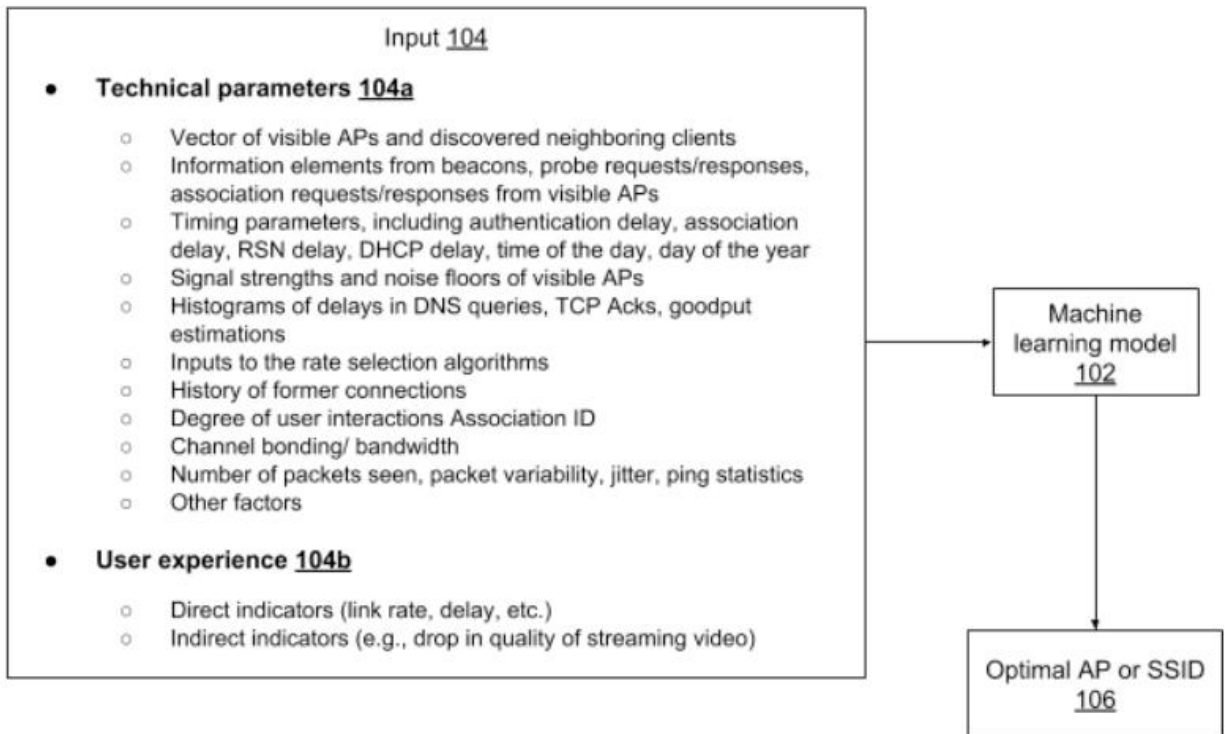 Input 104
● Technical parameters 104a
○ Vector of visible APs and discovered neighboring clients
○ Information elements from beacons, probe requests/responses,
association requests/responses from visible APs
○ Timing parameters, including authentication delay, association
delay, RSN delay, DHCP delay, time of the day, day of the year
○ Signal strengths and noise floors of visible APs
○ Histograms of delays in DNS queries, TCP Acks, goodput
estimations
○ Inputs to the rate selection algorithms
○ History of former connections
○ Degree of user interactions Association ID
○ Channel bonding/ bandwidth
○ Number of packets seen, packet variability, jitter, ping statistics
○ Other factors
● User experience 104b
○ Direct indicators (link rate, delay, etc.)
○ Indirect indicators (e.g., drop in quality of streaming video)
Machine
learning model
102
Optimal AP or SSID
106